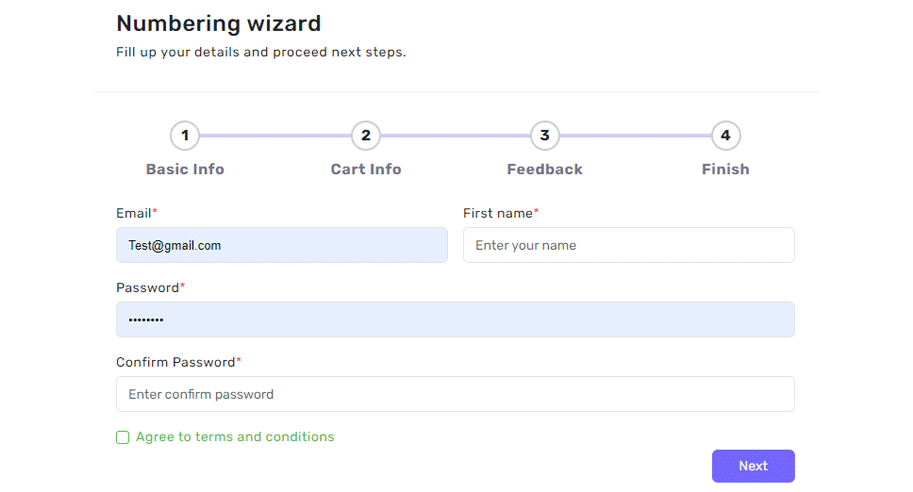 Numbering wizard
Fill up your details and proceed next steps.
1 2 3 4
Basic Info Cart Info Feedback Finish
Email* First name*
Test@gmail.com Enter your name
Password*
••••••••
Confirm Password*
Enter confirm password
Agree to terms and conditions
Next